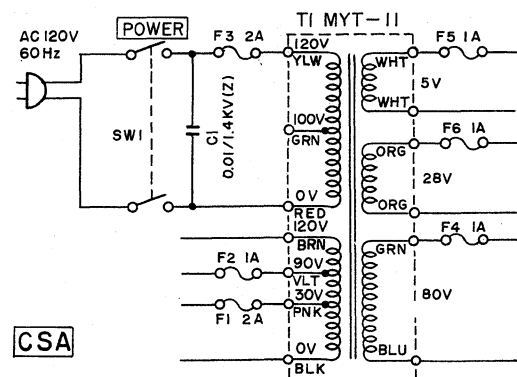 T1 MYT-11
POWER
AC 120V
60Hz
F3 2A
120V
YLW
WHT
F5 1A
5V
WHT
SW1
C1
0.01/1.4KV(Z)
100V
GRN
F6 1A
ORG
28V
0V
RED
ORG
120V
BRN
F4 1A
GRN
F2 1A
90V
VLT
30V
PNK
F1 2A
80V
CSA
0V
BLK
BLU